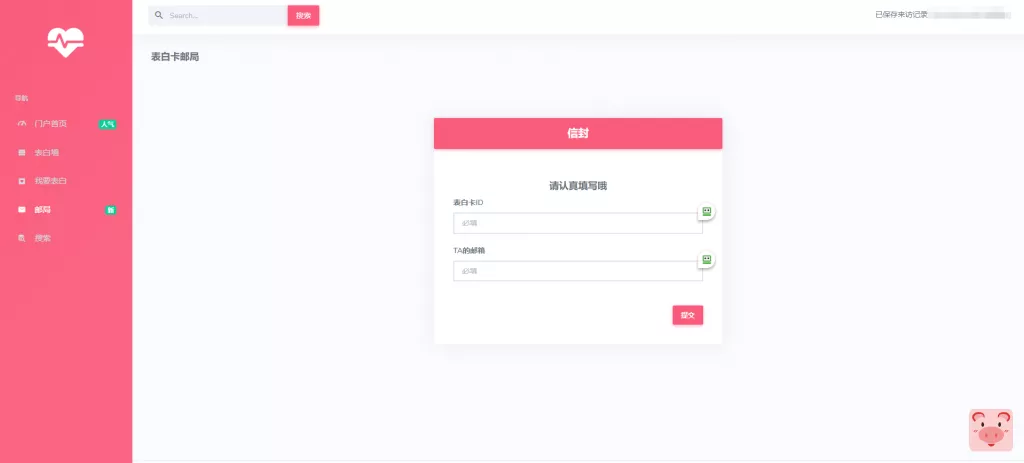 Search...
搜索
已保存来访记录
导航
门户首页
人气
表白墙
我要表白
邮局
新
搜索
表白卡邮局
信封
请认真填写哦
表白卡ID
必填
TA的邮箱
必填
提交